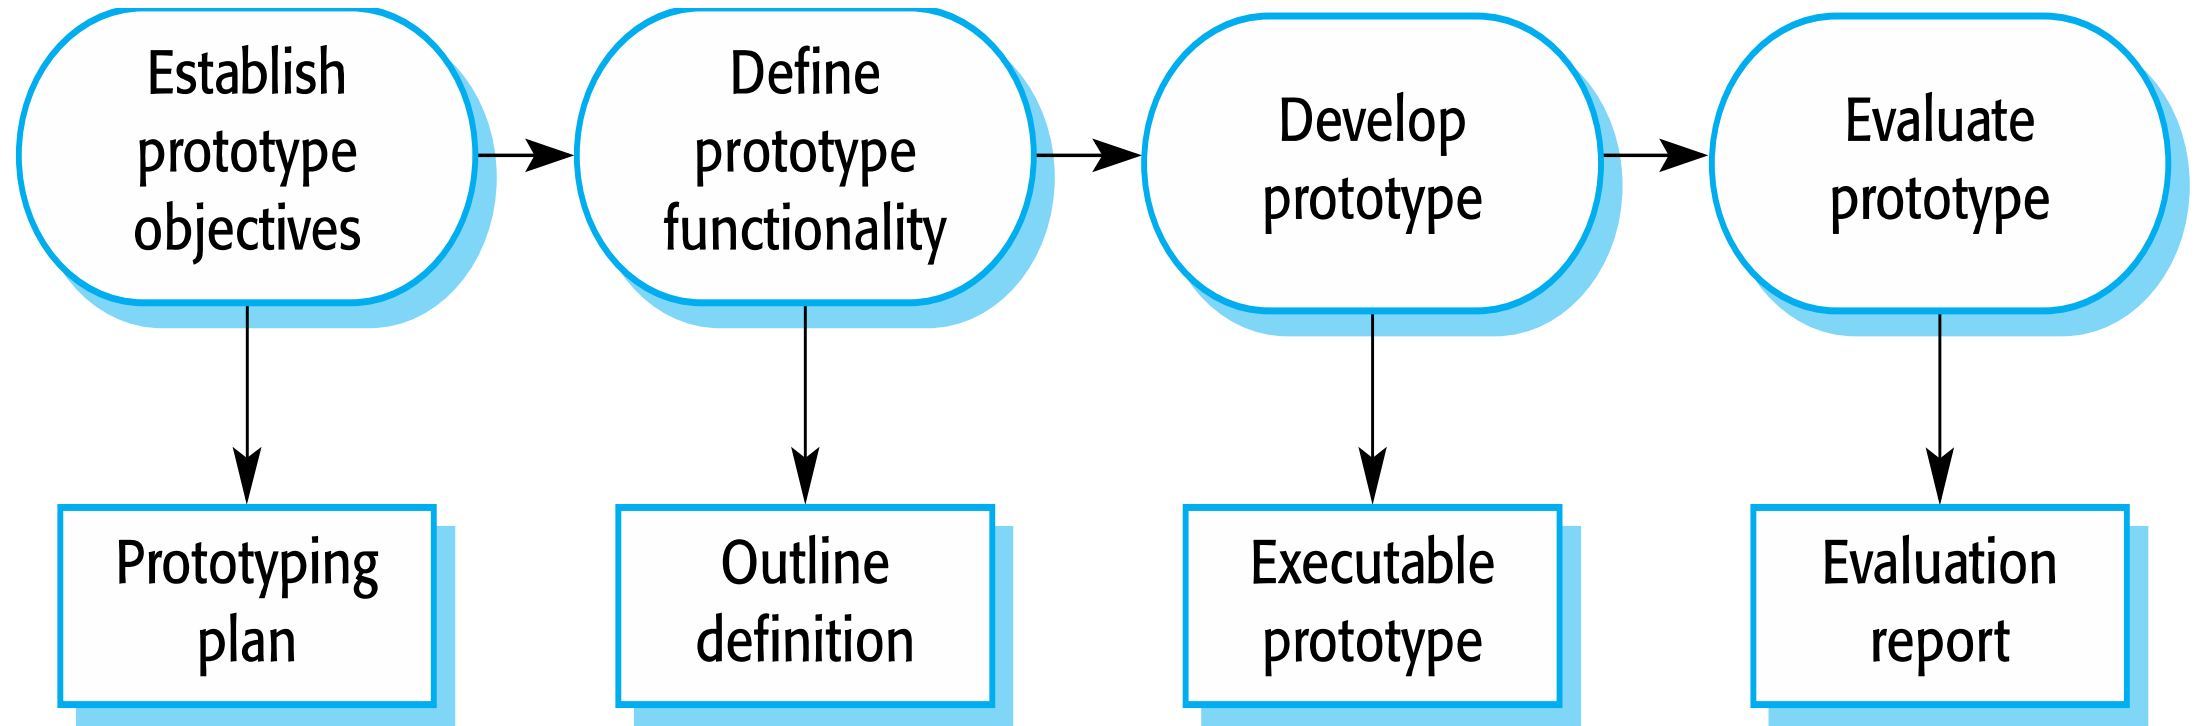 Establish
prototype
objectives
Define
prototype
functionality
Develop
prototype
Evaluate
prototype
Prototyping
plan
Outline
definition
Executable
prototype
Evaluation
report